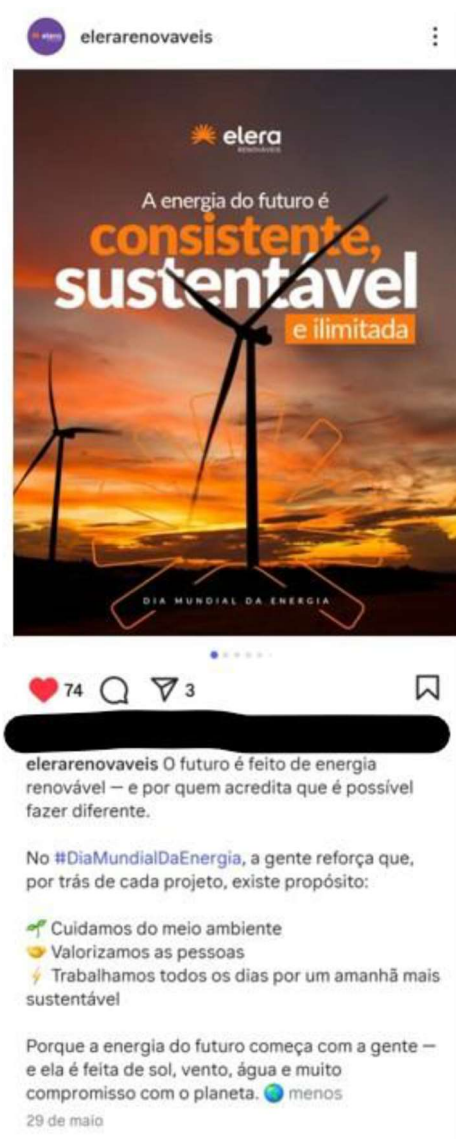 elerarenovaveis
elera
RENOVÁVEIS
A energia do futuro é
consistente,
sustentável
e ilimitada
DIA MUNDIAL DA ENERGIA
74 3
elerarenovaveis O futuro é feito de energia
renovável — e por quem acredita que é possível
fazer diferente.
No #DiaMundialDaEnergia, a gente reforça que,
por trás de cada projeto, existe propósito:
🌱 Cuidamos do meio ambiente
🤝 Valorizamos as pessoas
⚡ Trabalhamos todos os dias por um amanhã mais
sustentável
Porque a energia do futuro começa com a gente —
e ela é feita de sol, vento, água e muito
compromisso com o planeta. 🌎 menos
29 de maio